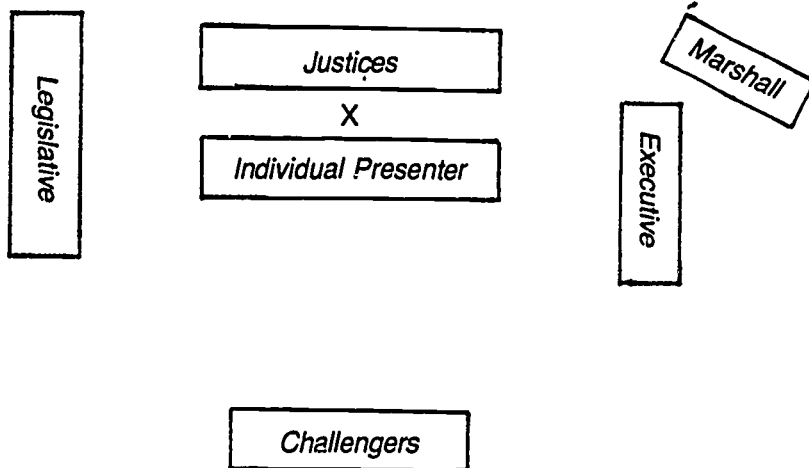 Justices
Marshall
Legislative
X
Individual Presenter
Executive
Challengers